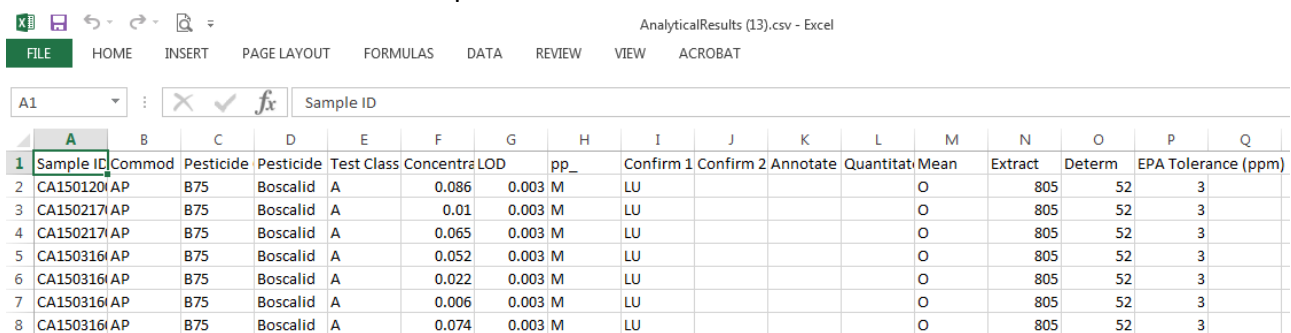 AnalyticalResults (13).csv - Excel
FILE HOME INSERT PAGE LAYOUT FORMULAS DATA REVIEW VIEW ACROBAT
A1 fx Sample ID
A B C D E F G H I J K L M N O P Q
1 Sample ID Commod Pesticide Pesticide Test Class Concentra LOD pp_ Confirm 1 Confirm 2 Annotate Quantitat Mean Extract Determ EPA Tolerance (ppm)
2 CA150120 AP B75 Boscalid A 0.086 0.003 M LU O 805 52 3
3 CA150217 AP B75 Boscalid A 0.01 0.003 M LU O 805 52 3
4 CA150217 AP B75 Boscalid A 0.065 0.003 M LU O 805 52 3
5 CA150316 AP B75 Boscalid A 0.052 0.003 M LU O 805 52 3
6 CA150316 AP B75 Boscalid A 0.022 0.003 M LU O 805 52 3
7 CA150316 AP B75 Boscalid A 0.006 0.003 M LU O 805 52 3
8 CA150316 AP B75 Boscalid A 0.074 0.003 M LU O 805 52 3